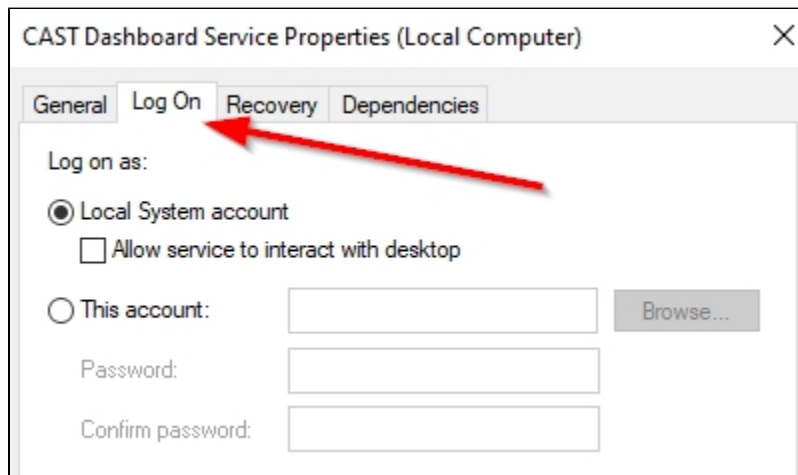 CAST Dashboard Service Properties (Local Computer)
General Log On Recovery Dependencies
Log on as:
Local System account
Allow service to interact with desktop
This account:
Browse...
Password:
Confirm password: